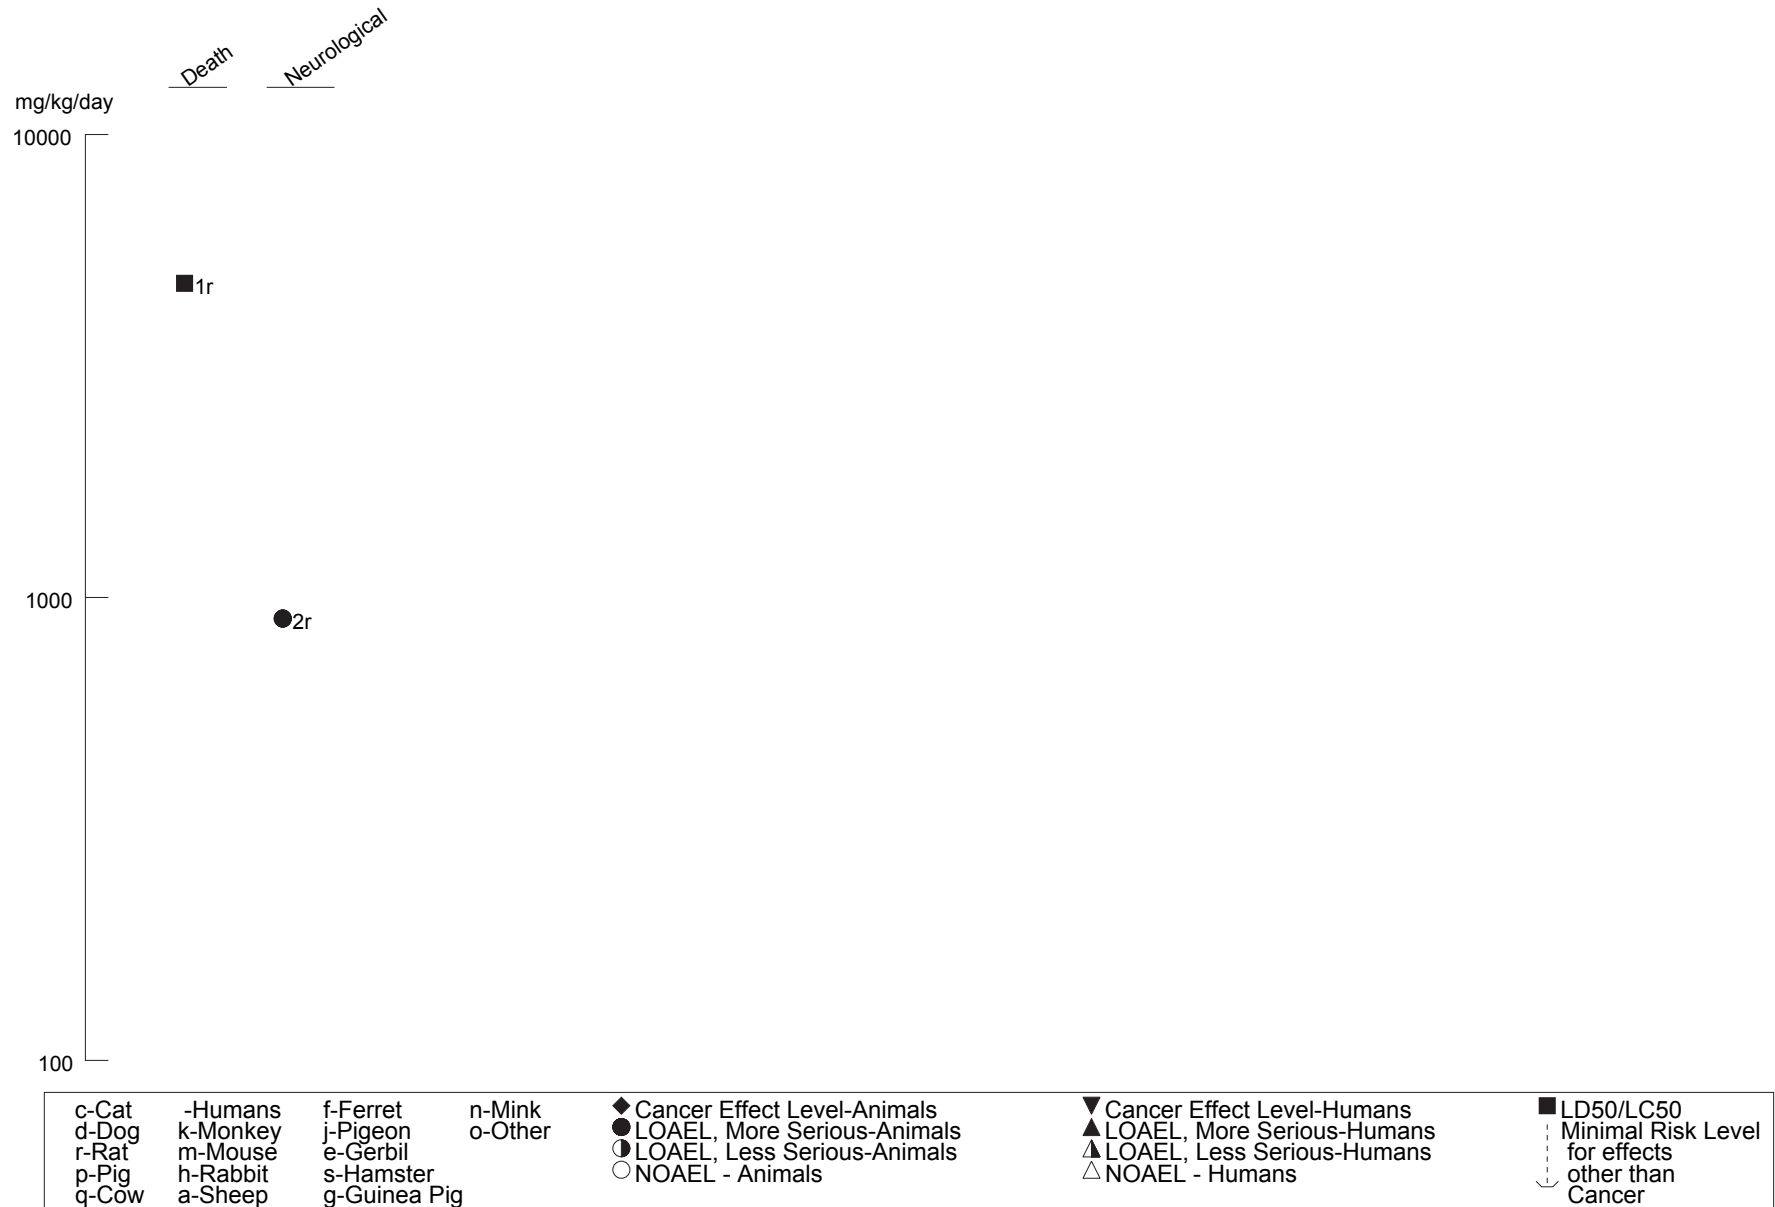 Death
Neurological
mg/kg/day
10000
1r
1000
2r
100
c-Cat -Humans f-Ferret n-Mink
d-Dog k-Monkey j-Pigeon o-Other
r-Rat m-Mouse e-Gerbil
p-Pig h-Rabbit s-Hamster
q-Cow a-Sheep g-Guinea Pig
Cancer Effect Level-Animals
LOAEL, More Serious-Animals
LOAEL, Less Serious-Animals
NOAEL - Animals
Cancer Effect Level-Humans
LOAEL, More Serious-Humans
LOAEL, Less Serious-Humans
NOAEL - Humans
LD50/LC50
Minimal Risk Level
for effects
other than
Cancer